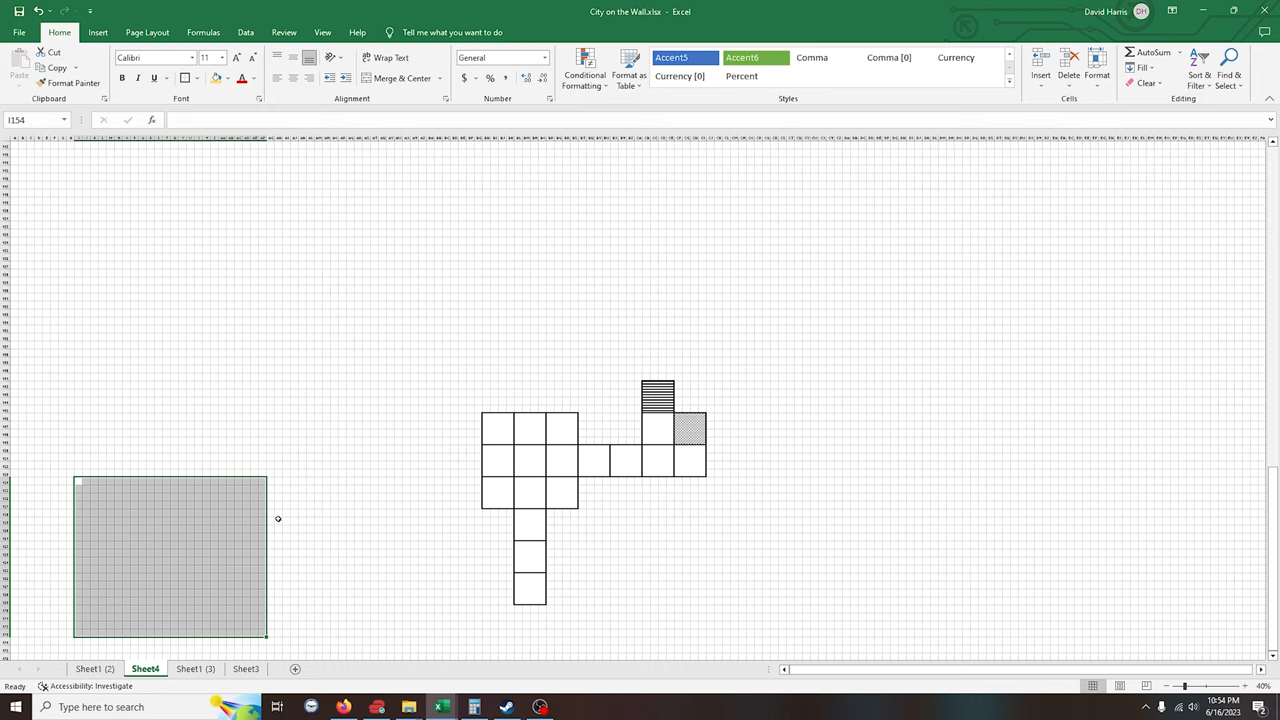 City on the Wall.xlsx - Excel
David Harris DH
File Home Insert Page Layout Formulas Data Review View Help Tell me what you want to do
Paste
Cut
Copy
Format Painter
Clipboard
Calibri 11
B I U
Font
Wrap Text
Merge & Center
Alignment
General
$ % ,
Number
Conditional Formatting
Format as Table
Accent5 Accent6 Comma Comma [0] Currency
Currency [0] Percent
Styles
Insert Delete Format
Cells
AutoSum
Fill
Clear
Sort & Filter
Find & Select
Editing
I154
fx
Sheet1 (2) Sheet4 Sheet1 (3) Sheet3
Ready Accessibility: Investigate
40%
Type here to search
10:54 PM
6/16/2023
2